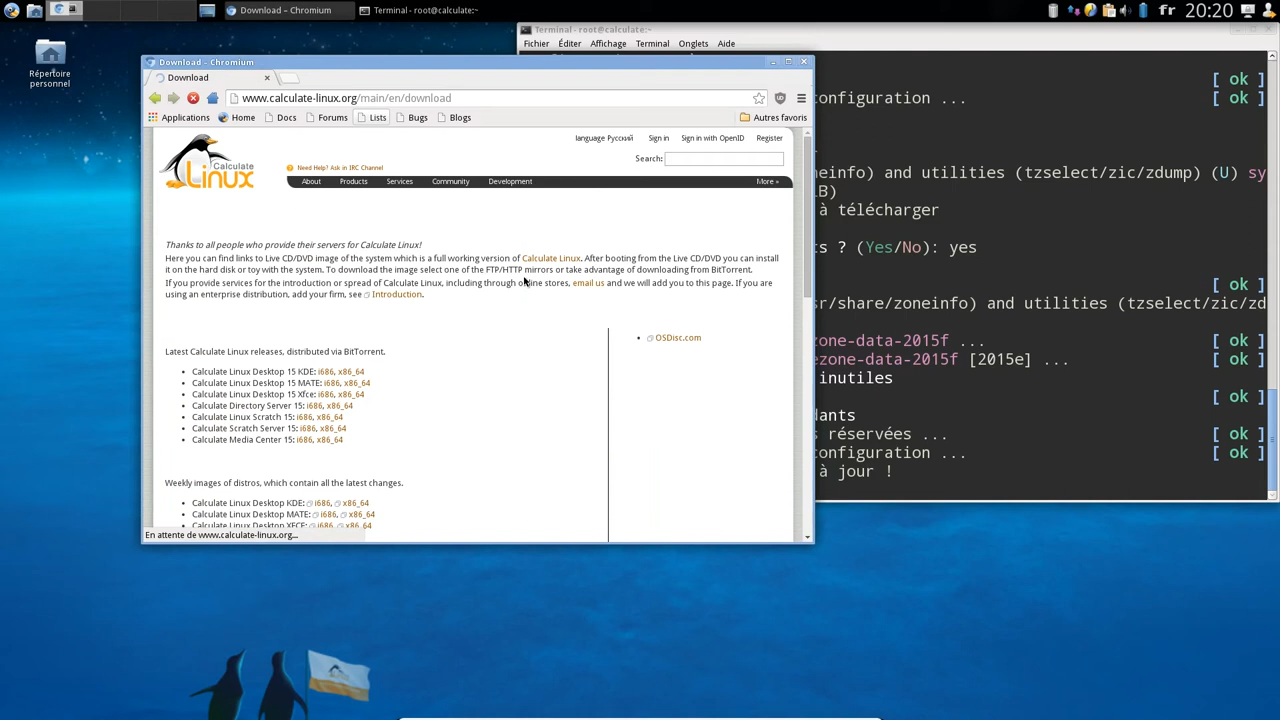 Download – Chromium
Terminal - root@calculate:~
fr
20:20
Répertoire
personnel
Terminal - root@calculate:~
Fichier Éditer Affichage Terminal Onglets Aide
[ ok ]
onfiguration ... [ ok ]
neinfo) and utilities (tzselect/zic/zdump) (U) sy
B)
à télécharger
ts ? (Yes/No): yes
[ ok ]
sr/share/zoneinfo) and utilities (tzselect/zic/zd
zone-data-2015f ... [ ok ]
ezone-data-2015f [2015e] ... [ ok ]
inutiles
[ ok ]
dants
s réservées ... [ ok ]
onfiguration ... [ ok ]
à jour !
Download - Chromium
Download
www.calculate-linux.org/main/en/download
Applications Home Docs Forums Lists Bugs Blogs Autres favoris
language Русский Sign in Sign in with OpenID Register
Search:
Calculate
Linux
Need Help? Ask in IRC Channel
About Products Services Community Development More »
Thanks to all people who provide their servers for Calculate Linux!
Here you can find links to Live CD/DVD image of the system which is a full working version of Calculate Linux. After booting from the Live CD/DVD you can install
it on the hard disk or toy with the system. To download the image select one of the FTP/HTTP mirrors or take advantage of downloading from BitTorrent.
If you provide services for the introduction or spread of Calculate Linux, including through online stores, email us and we will add you to this page. If you are
using an enterprise distribution, add your firm, see Introduction.
OSDisc.com
Latest Calculate Linux releases, distributed via BitTorrent.
Calculate Linux Desktop 15 KDE: i686, x86_64
Calculate Linux Desktop 15 MATE: i686, x86_64
Calculate Linux Desktop 15 Xfce: i686, x86_64
Calculate Directory Server 15: i686, x86_64
Calculate Linux Scratch 15: i686, x86_64
Calculate Scratch Server 15: i686, x86_64
Calculate Media Center 15: i686, x86_64
Weekly images of distros, which contain all the latest changes.
Calculate Linux Desktop KDE: i686, x86_64
Calculate Linux Desktop MATE: i686, x86_64
Calculate Linux Desktop XFCE: i686, x86_64
En attente de www.calculate-linux.org...